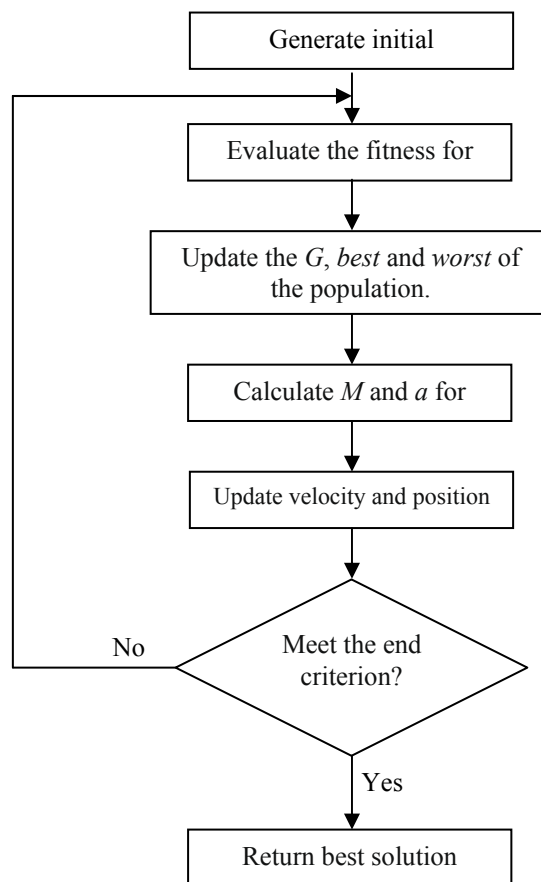 Generate initial
Evaluate the fitness for
Update the G, best and worst of
the population.
Calculate M and a for
Update velocity and position
Meet the end
criterion?
No
Yes
Return best solution